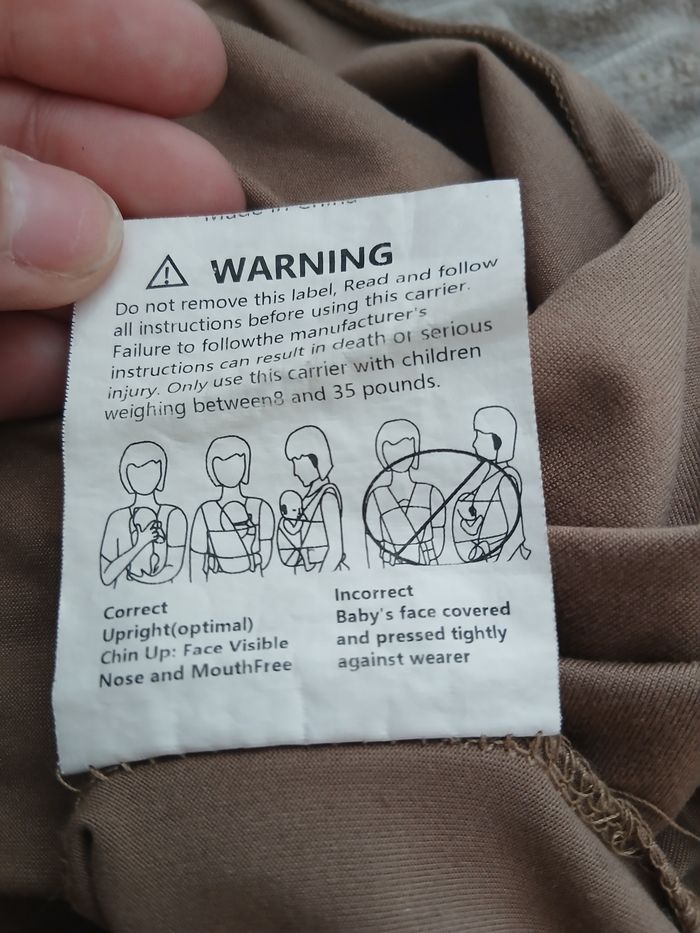 Made in China
WARNING
Do not remove this label, Read and follow
all instructions before using this carrier.
Failure to followthe manufacturer's
instructions can result in death or serious
injury. Only use this carrier with children
weighing between8 and 35 pounds.
Correct
Upright(optimal)
Chin Up: Face Visible
Nose and MouthFree
Incorrect
Baby's face covered
and pressed tightly
against wearer